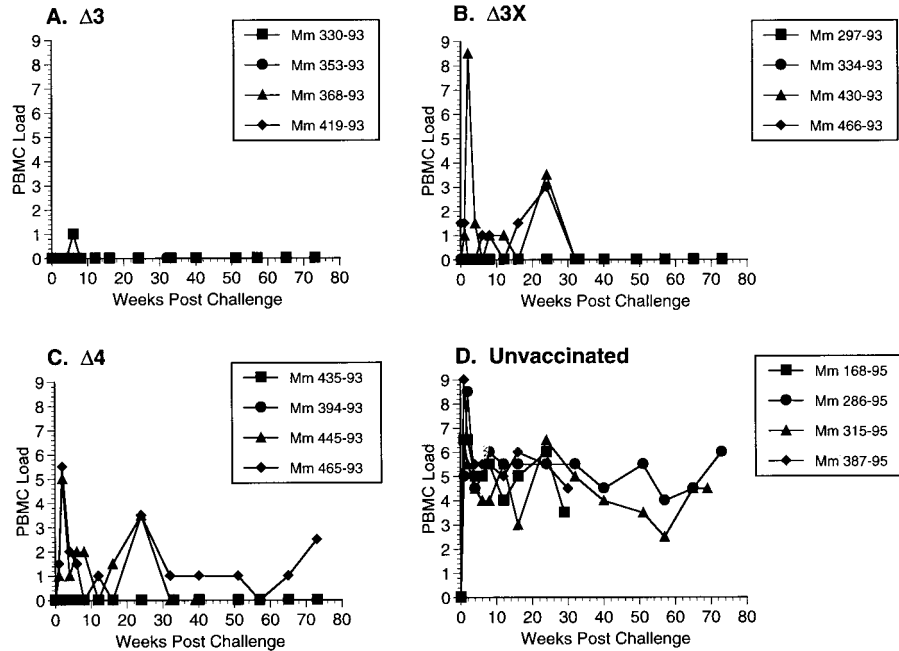 A. Δ3
9
8
7
6
5
4
3
2
1
0
PBMC Load
0 10 20 30 40 50 60 70 80
Weeks Post Challenge
Mm 330-93
Mm 353-93
Mm 368-93
Mm 419-93
B. Δ3X
9
8
7
6
5
4
3
2
1
0
PBMC Load
0 10 20 30 40 50 60 70 80
Weeks Post Challenge
Mm 297-93
Mm 334-93
Mm 430-93
Mm 466-93
C. Δ4
9
8
7
6
5
4
3
2
1
0
PBMC Load
0 10 20 30 40 50 60 70 80
Weeks Post Challenge
Mm 435-93
Mm 394-93
Mm 445-93
Mm 465-93
D. Unvaccinated
9
8
7
6
5
4
3
2
1
0
PBMC Load
0 10 20 30 40 50 60 70 80
Weeks Post Challenge
Mm 168-95
Mm 286-95
Mm 315-95
Mm 387-95